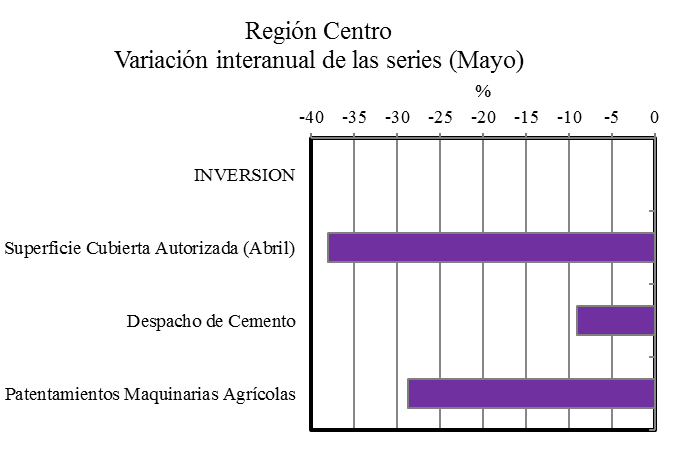 Región Centro
Variación interanual de las series (Mayo)
%
-40 -35 -30 -25 -20 -15 -10 -5 0
INVERSION
Superficie Cubierta Autorizada (Abril)
Despacho de Cemento
Patentamientos Maquinarias Agrícolas